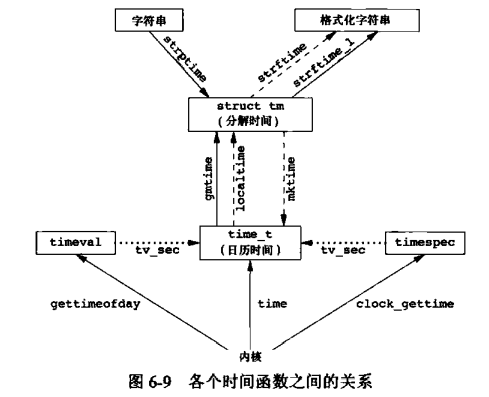 字符串
格式化字符串
strptime
strftime
strftime_l
struct tm
(分解时间)
gmtime
localtime
mktime
timeval
tv_sec
time_t
(日历时间)
tv_sec
timespec
gettimeofday
time
clock_gettime
内核
图 6-9 各个时间函数之间的关系